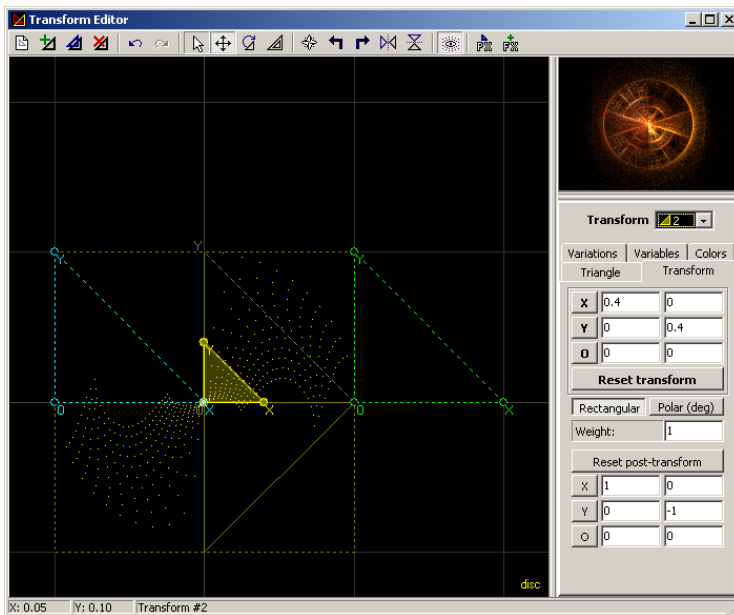 Transform Editor
PX FX
Transform 2
Variations Variables Colors
Triangle Transform
X 0.4 0
Y 0 0.4
O 0 0
Reset transform
Rectangular Polar (deg)
Weight: 1
Reset post-transform
X 1 0
Y 0 -1
O 0 0
Y Y Y
Y
O O X X O X
disc
X: 0.05 Y: 0.10 Transform #2